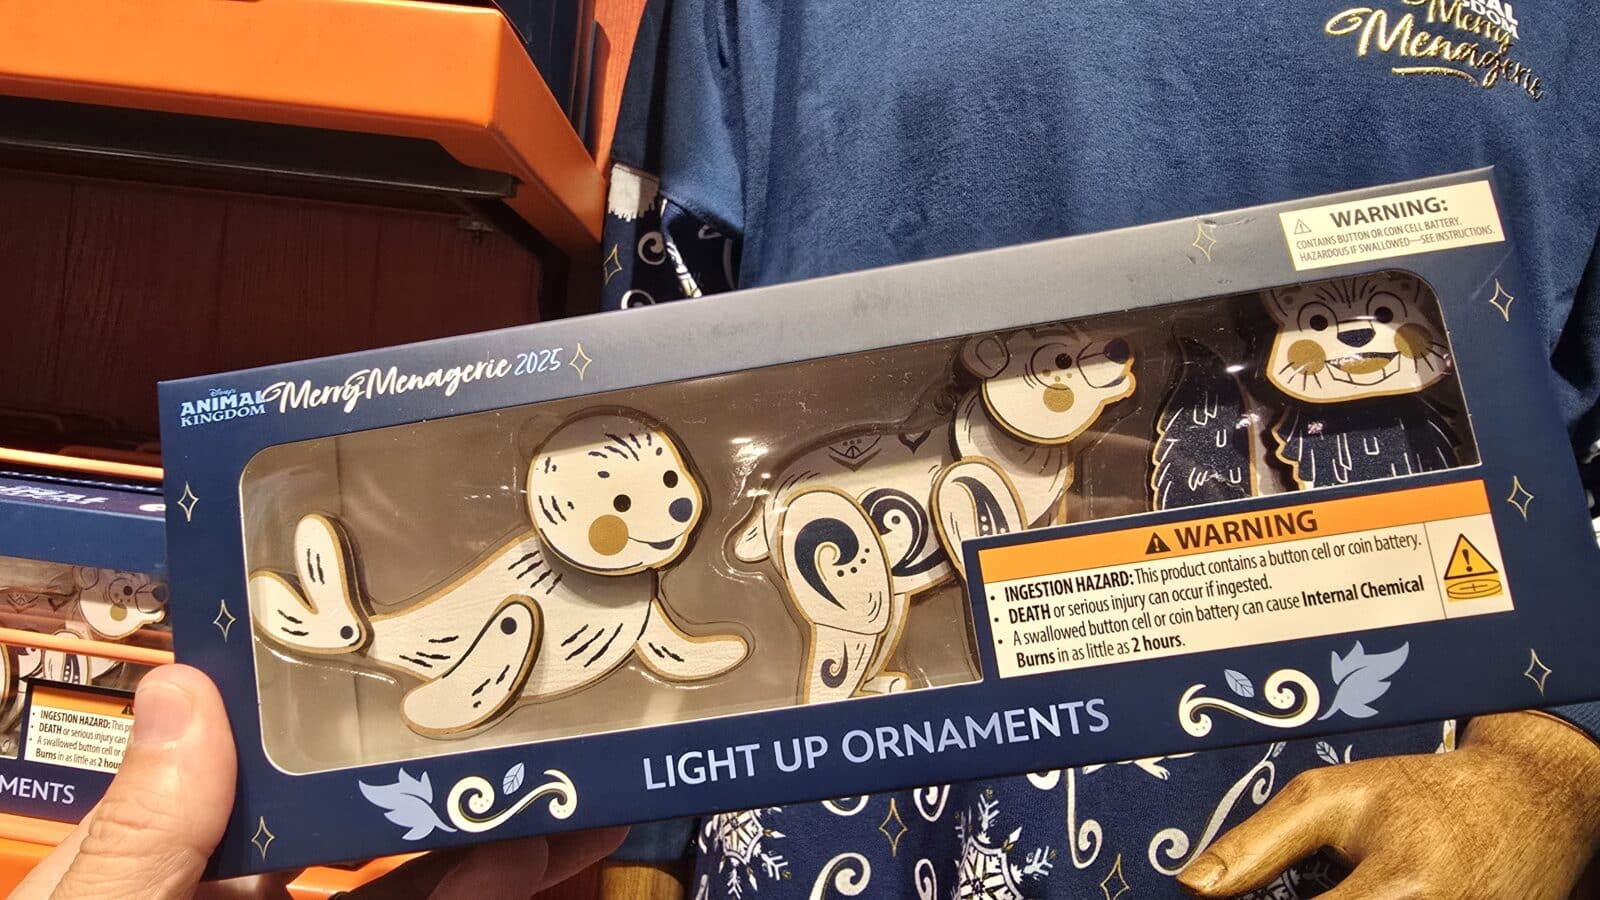 Merry
Menagerie
WARNING:
CONTAINS BUTTON OR COIN CELL BATTERY.
HAZARDOUS IF SWALLOWED—SEE INSTRUCTIONS.
Disney's
ANIMAL
KINGDOM
Merry Menagerie 2025
WARNING
• INGESTION HAZARD: This product contains a button cell or coin battery.
• DEATH or serious injury can occur if ingested.
• A swallowed button cell or coin battery can cause Internal Chemical
Burns in as little as 2 hours.
LIGHT UP ORNAMENTS
• INGESTION HAZARD: This p
• DEATH or serious injury can
• A swallowed button cell or c
Burns in as little as 2 hour
MENTS